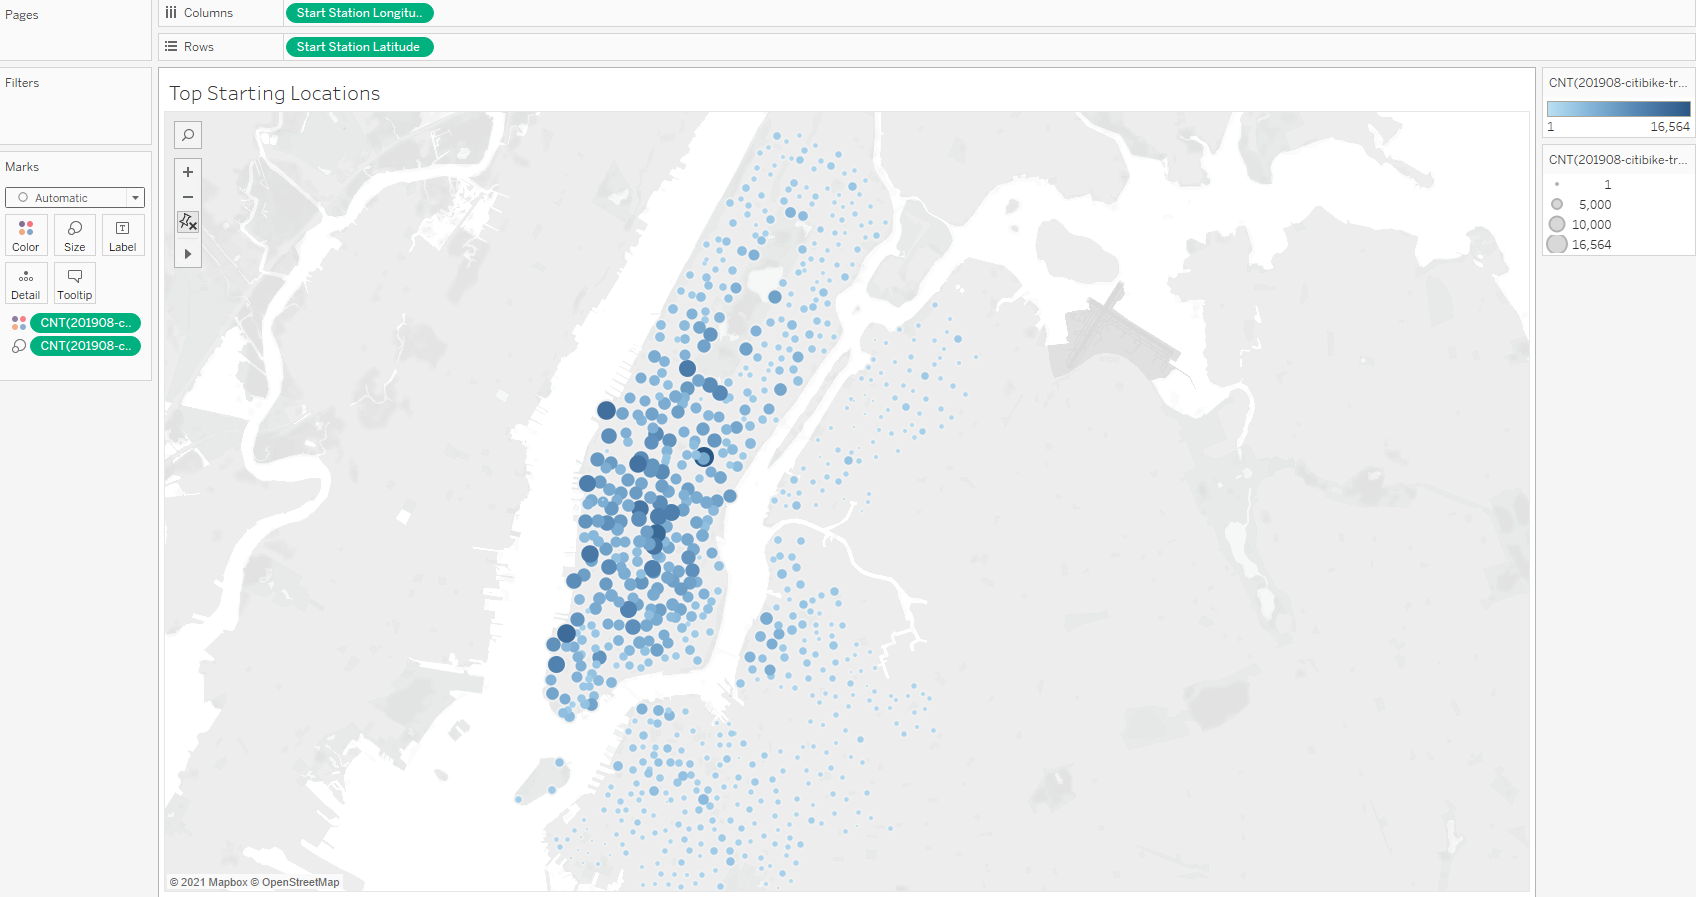 Pages
Columns
Start Station Longitu..
Rows
Start Station Latitude
Filters
Marks
Automatic
Color
Size
Label
Detail
Tooltip
CNT(201908-c..
CNT(201908-c..
Top Starting Locations
© 2021 Mapbox © OpenStreetMap
CNT(201908-citibike-tr...
1
16,564
CNT(201908-citibike-tr...
1
5,000
10,000
16,564